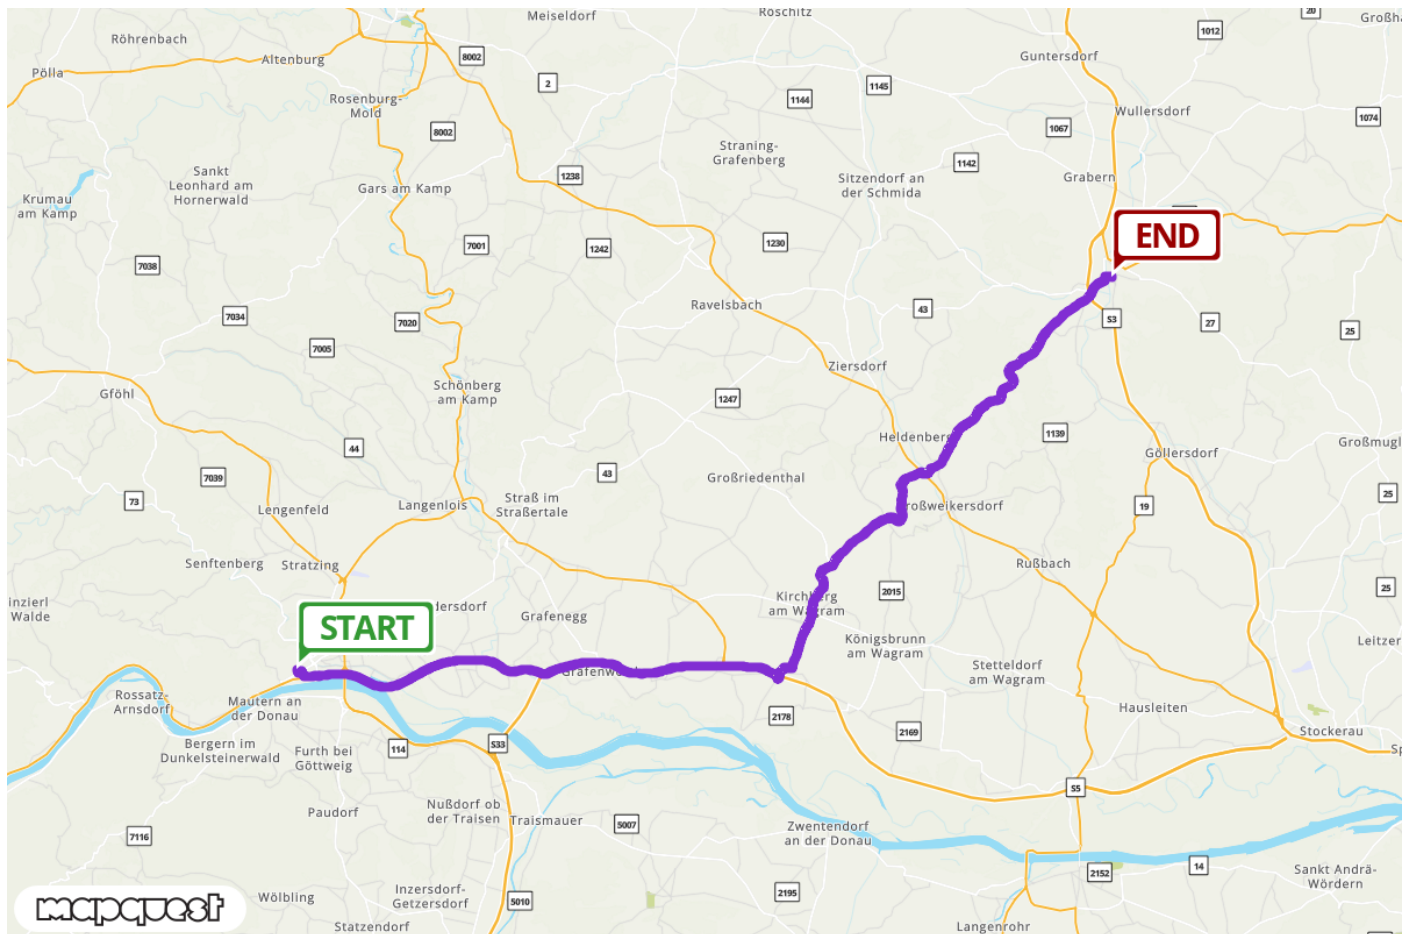 Meiseldorf
Röschitz
20
Großh
Röhrenbach
1012
Altenburg
8002
Guntersdorf
Pölla
2
1145
Rosenburg-
Mold
1144
Wullersdorf
1074
8002
1067
Straning-
Grafenberg
1142
Sankt
Leonhard am
Hornerwald
1238
Sitzendorf an
der Schmida
Grabern
Gars am Kamp
Krumau
am Kamp
END
7001
1242
1230
7038
Ravelsbach
43
7034
7020
S3
27
25
7005
Ziersdorf
Gföhl
Schönberg
am Kamp
1247
Heldenberg
1139
Großmugl
44
Göllersdorf
7039
43
Großriedenthal
25
73
Lengenfeld
Langenlois
Straß im
Straßertale
roßweikersdorf
19
Senftenberg
Stratzing
Rußbach
25
inzierl
Walde
dersdorf
Grafenegg
Kirchberg
am Wagram
2015
START
Königsbrunn
am Wagram
Leitzer
Grafenwörth
Stetteldorf
am Wagram
Rossatz-
Arnsdorf
Mautern an
der Donau
2178
2169
Hausleiten
Stockerau
Sp
Bergern im
Dunkelsteinerwald
Furth bei
Göttweig
114
S33
S5
Paudorf
Nußdorf ob
der Traisen
Traismauer
5007
Zwentendorf
an der Donau
7116
2152
14
Sankt Andrä-
Wördern
Wölbling
Inzersdorf-
Getzersdorf
5010
2195
mapquest
Statzendorf
Langenrohr